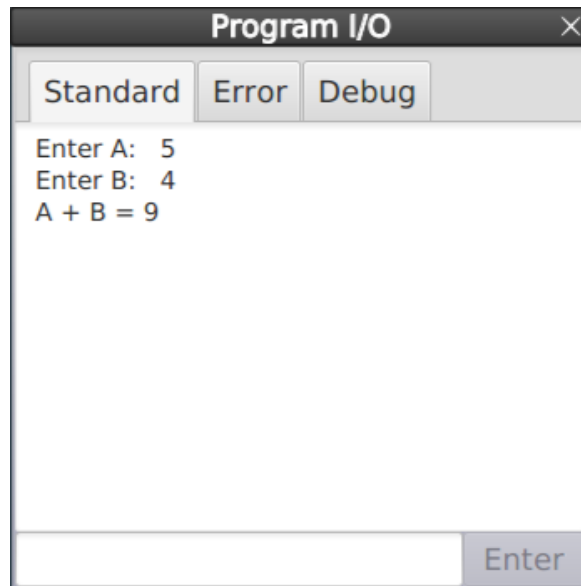 Program I/O
Standard Error Debug
Enter A: 5
Enter B: 4
A + B = 9
Enter